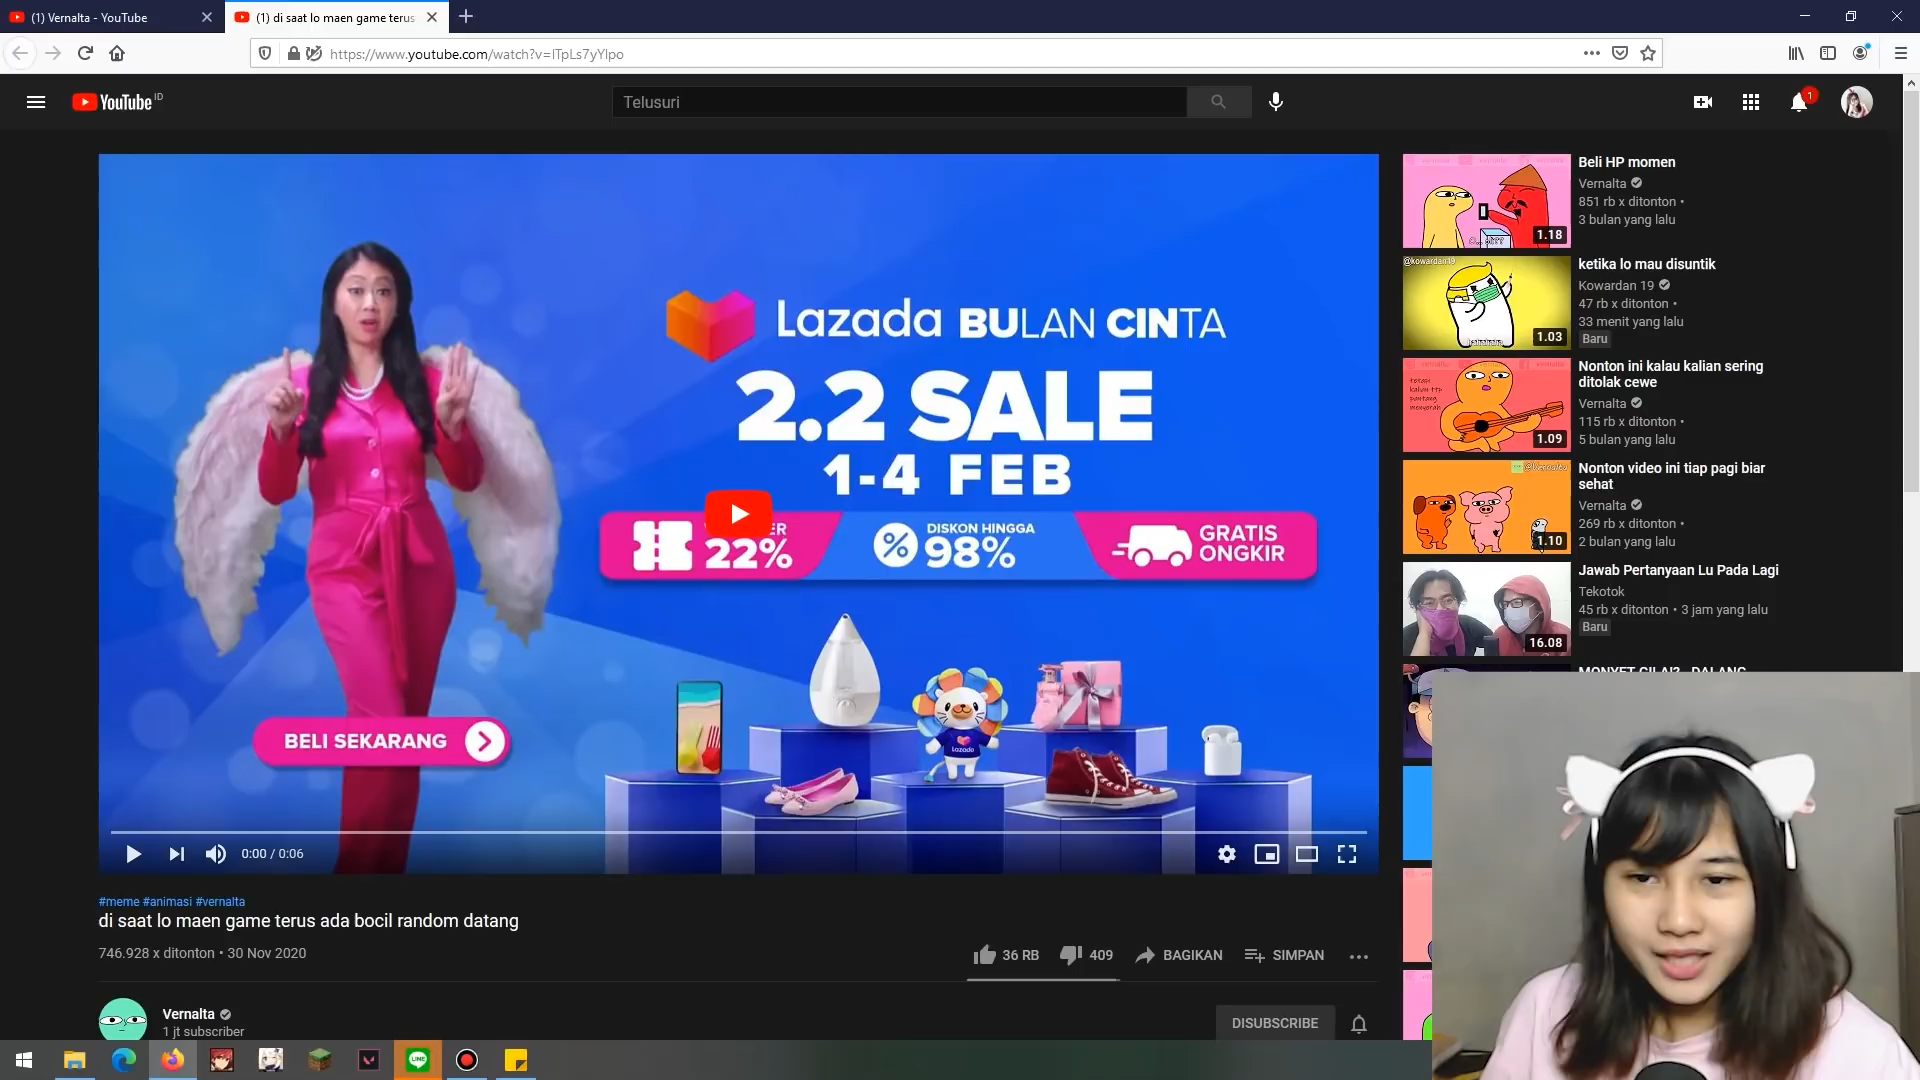 (1) Vernalta - YouTube
(1) di saat lo maen game terus
https://www.youtube.com/watch?v=lTpLs7yYlpo
YouTube ID
Telusuri
1
Lazada BULAN CINTA
2.2 SALE
1-4 FEB
22%
DISKON HINGGA
98%
GRATIS
ONGKIR
BELI SEKARANG
Lazada
0:00 / 0:06
#meme #animasi #vernalta
di saat lo maen game terus ada bocil random datang
746.928 x ditonton • 30 Nov 2020
36 RB
409
BAGIKAN
SIMPAN
Vernalta
1 jt subscriber
DISUBSCRIBE
Beli HP momen
Vernalta
851 rb x ditonton •
3 bulan yang lalu
1.18
@kowardan19
ketika lo mau disuntik
Kowardan 19
47 rb x ditonton •
33 menit yang lalu
Baru
1.03
Nonton ini kalau kalian sering
ditolak cewe
Vernalta
115 rb x ditonton •
5 bulan yang lalu
1.09
Nonton video ini tiap pagi biar
sehat
Vernalta
269 rb x ditonton •
2 bulan yang lalu
1.10
Jawab Pertanyaan Lu Pada Lagi
Tekotok
45 rb x ditonton • 3 jam yang lalu
Baru
16.08
LINE